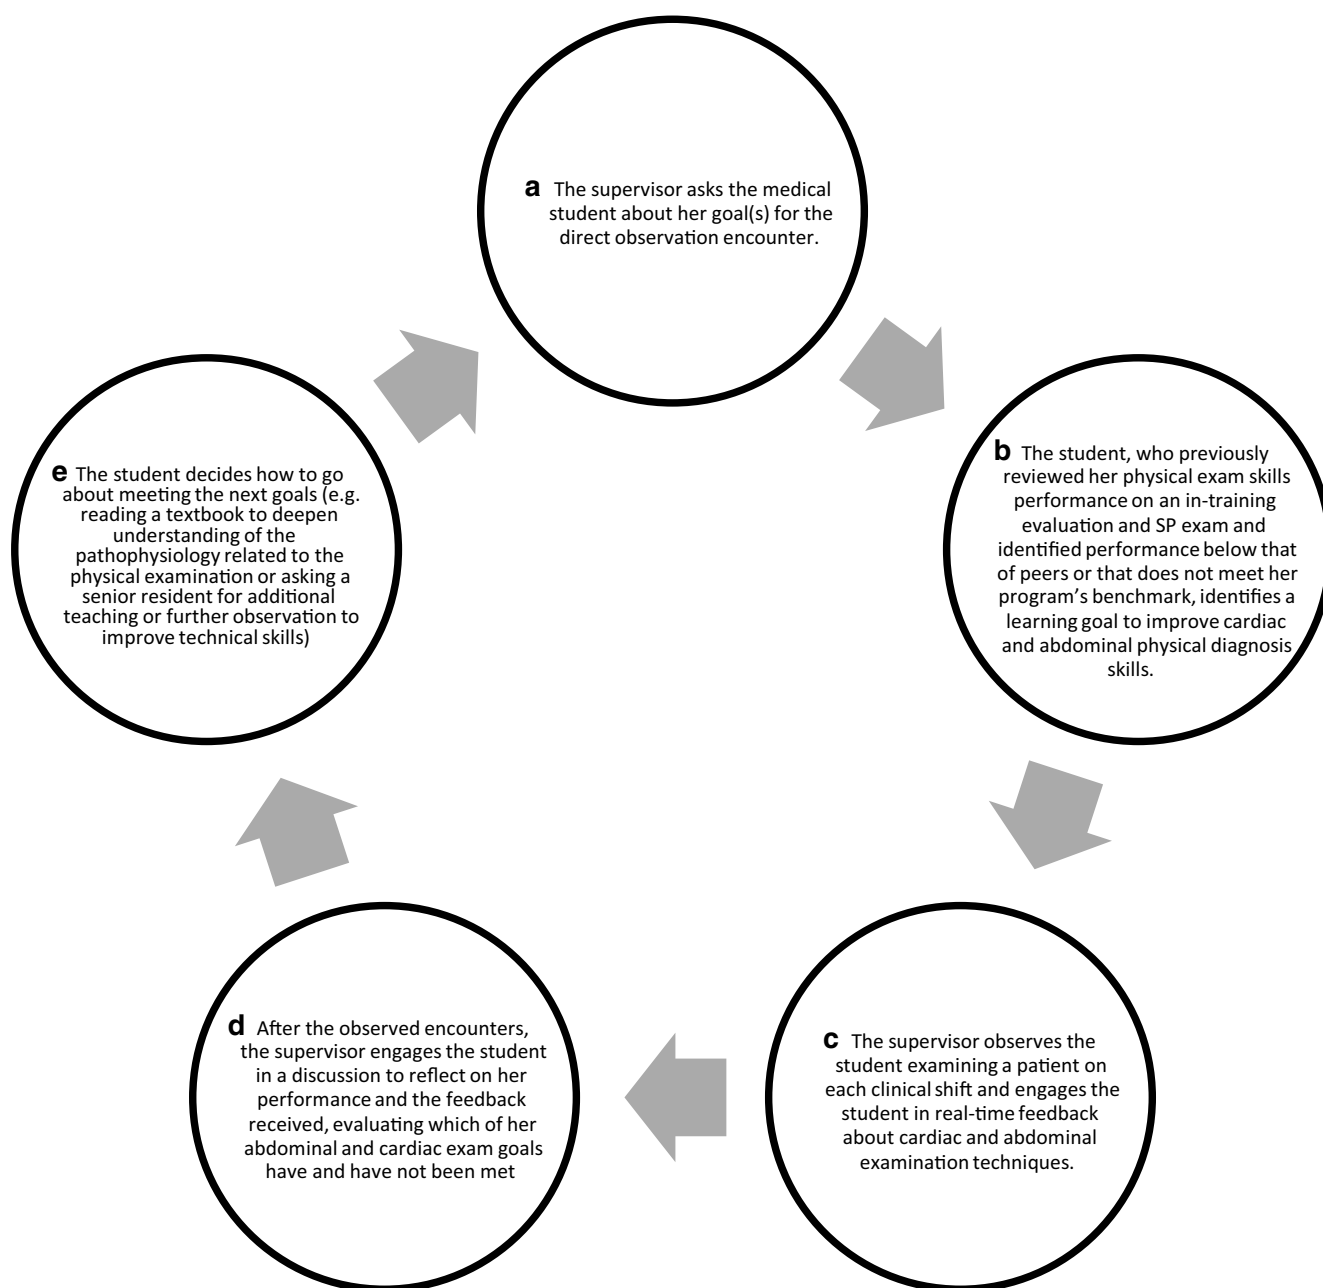 a The supervisor asks the medical
student about her goal(s) for the
direct observation encounter.
b The student, who previously
reviewed her physical exam skills
performance on an in-training
evaluation and SP exam and
identified performance below that
of peers or that does not meet her
program’s benchmark, identifies a
learning goal to improve cardiac
and abdominal physical diagnosis
skills.
c The supervisor observes the
student examining a patient on
each clinical shift and engages the
student in real-time feedback
about cardiac and abdominal
examination techniques.
d After the observed encounters,
the supervisor engages the student
in a discussion to reflect on her
performance and the feedback
received, evaluating which of her
abdominal and cardiac exam goals
have and have not been met
e The student decides how to go
about meeting the next goals (e.g.
reading a textbook to deepen
understanding of the
pathophysiology related to the
physical examination or asking a
senior resident for additional
teaching or further observation to
improve technical skills)